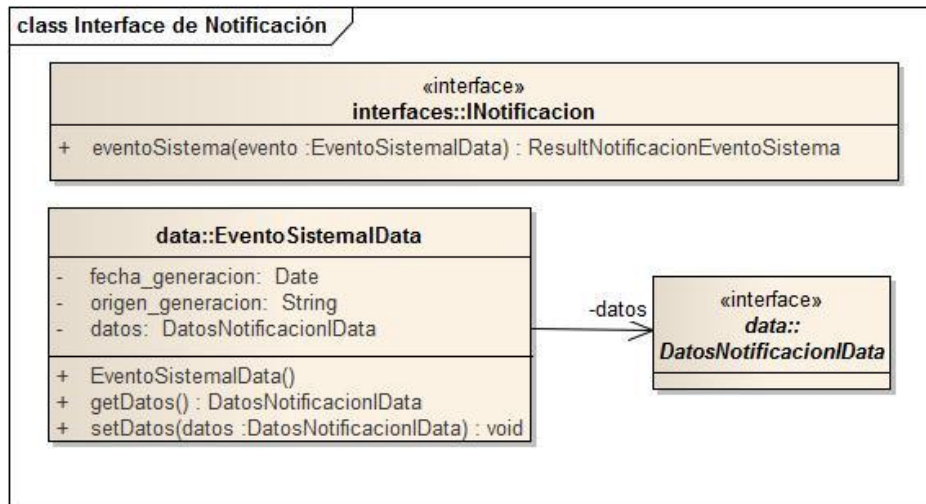 class Interface de Notificación
«interface»
interfaces::INotificacion
+ eventoSistema(evento :EventoSistemaIData) : ResultNotificacionEventoSistema
data::EventoSistemaIData
- fecha_generacion: Date
- origen_generacion: String
- datos: DatosNotificacionIData
+ EventoSistemaIData()
+ getDatos() : DatosNotificacionIData
+ setDatos(datos :DatosNotificacionIData) : void
-datos
«interface»
data::
DatosNotificacionIData